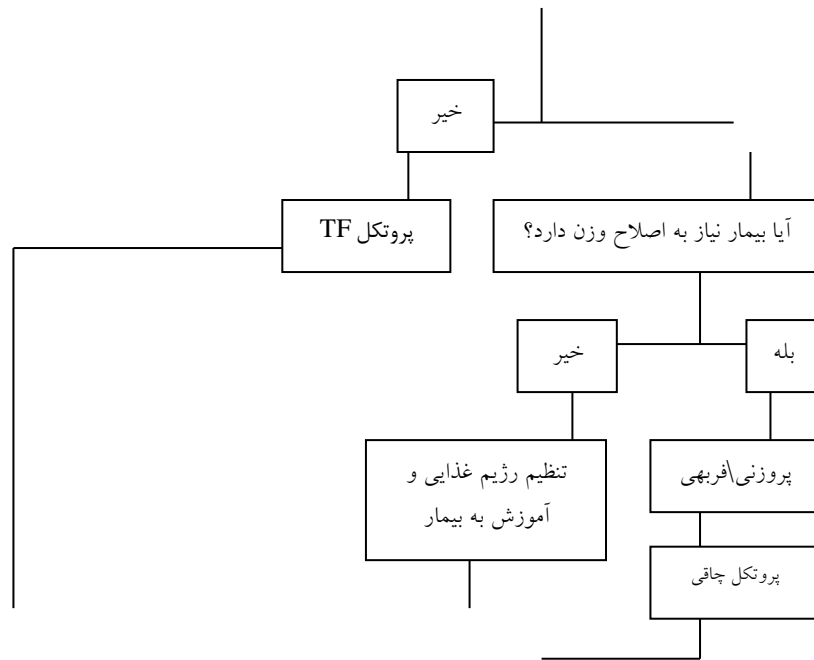 خیر
آیا بیمار نیاز به اصلاح وزن دارد؟
پروتکل TF
بله
خیر
پروزنی\فربهی
تنظیم رژیم غذایی و
آموزش به بیمار
پروتکل چاقی